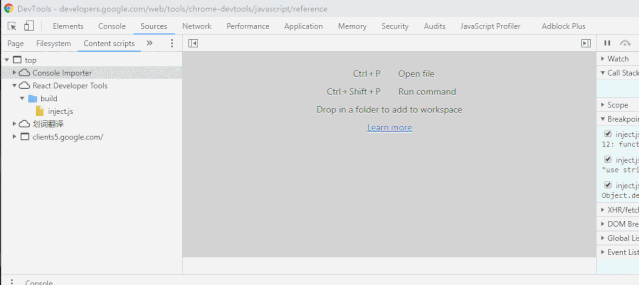 DevTools - developers.google.com/web/tools/chrome-devtools/javascript/reference
Elements Console Sources Network Performance Memory Security Audits JavaScript Profiler Adblock Plus
Page Filesystem Content scripts »
top
Console Importer
React Developer Tools
build
inject.js
划词翻译
clients5.google.com/
Ctrl + P Open file
Ctrl + Shift + P Run command
Drop in a folder to add to workspace
Learn more
Watch
Call Stack
Scope
Breakpoin
inject.js
12: funct
inject.js
"use stri
inject.js
Object.de
XHR/fetch
DOM Bre
Global Lis
Event List
Console